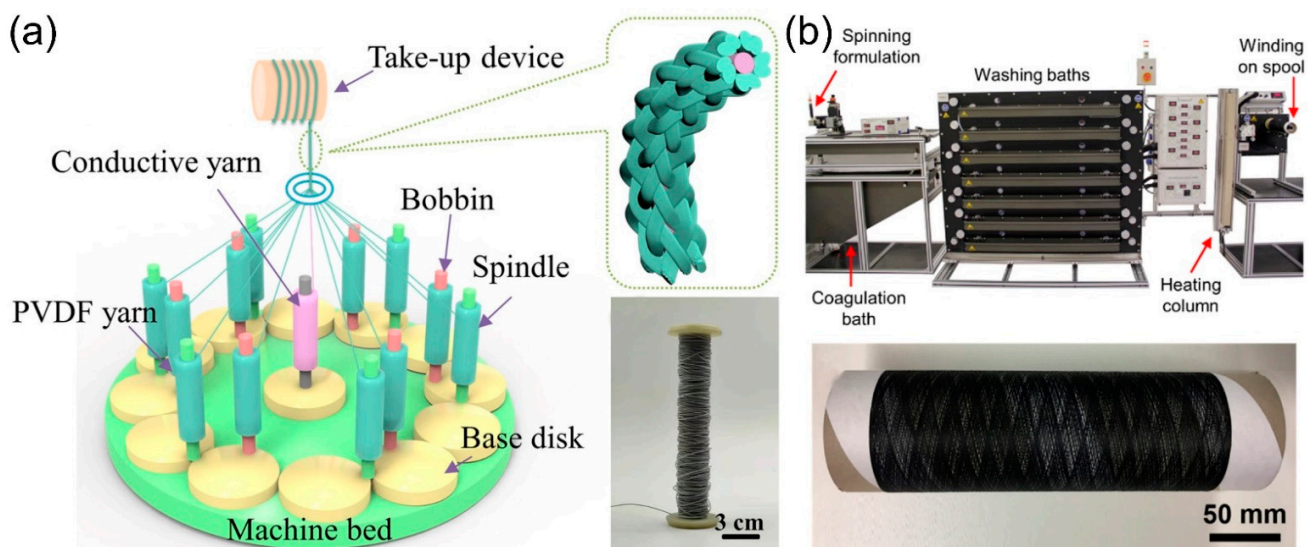 (a)
Take-up device
Conductive yarn
Bobbin
Spindle
PVDF yarn
Base disk
Machine bed
3 cm
(b)
Spinning
formulation
Washing baths
Winding
on spool
Coagulation
bath
Heating
column
50 mm